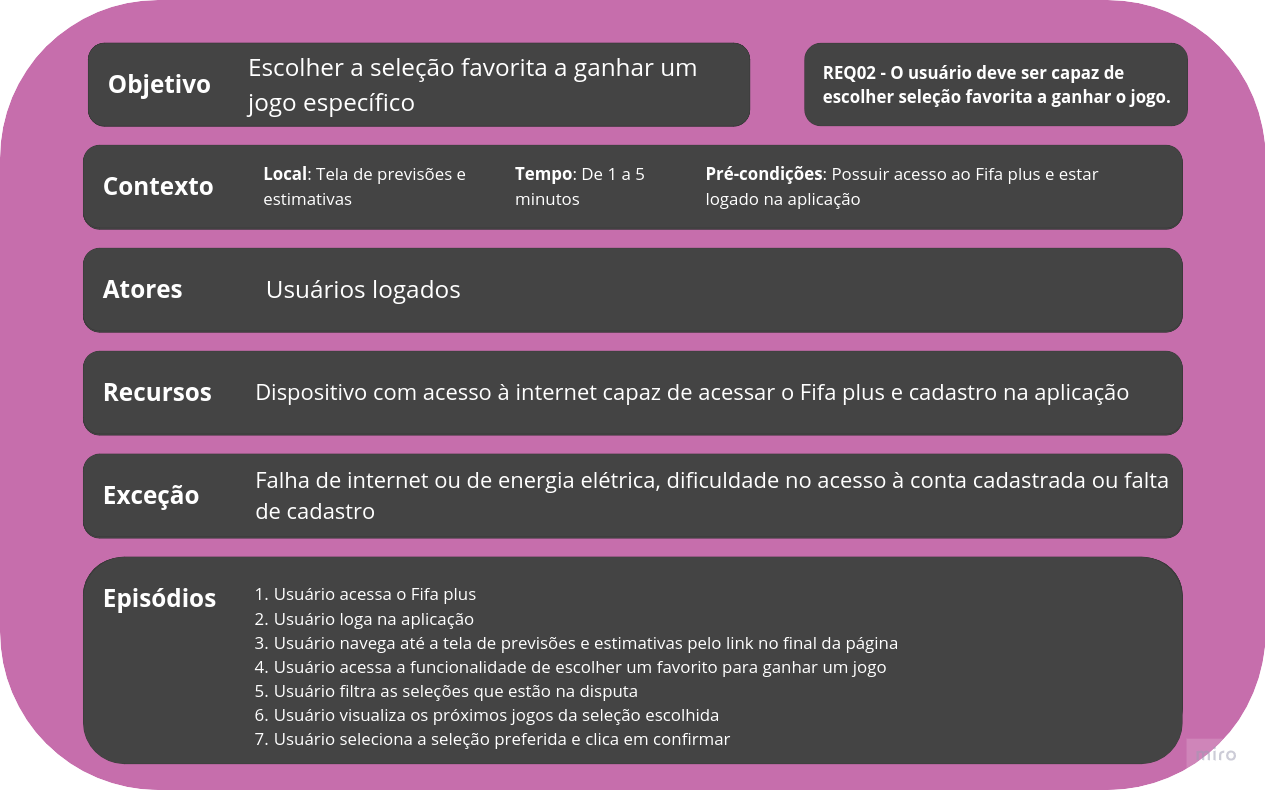 Objetivo
Escolher a seleção favorita a ganhar um
jogo específico
REQ02 - O usuário deve ser capaz de
escolher seleção favorita a ganhar o jogo.
Contexto
Local: Tela de previsões e
estimativas
Tempo: De 1 a 5
minutos
Pré-condições: Possuir acesso ao Fifa plus e estar
logado na aplicação
Atores
Usuários logados
Recursos
Dispositivo com acesso à internet capaz de acessar o Fifa plus e cadastro na aplicação
Exceção
Falha de internet ou de energia elétrica, dificuldade no acesso à conta cadastrada ou falta
de cadastro
Episódios
1. Usuário acessa o Fifa plus
2. Usuário loga na aplicação
3. Usuário navega até a tela de previsões e estimativas pelo link no final da página
4. Usuário acessa a funcionalidade de escolher um favorito para ganhar um jogo
5. Usuário filtra as seleções que estão na disputa
6. Usuário visualiza os próximos jogos da seleção escolhida
7. Usuário seleciona a seleção preferida e clica em confirmar
miro